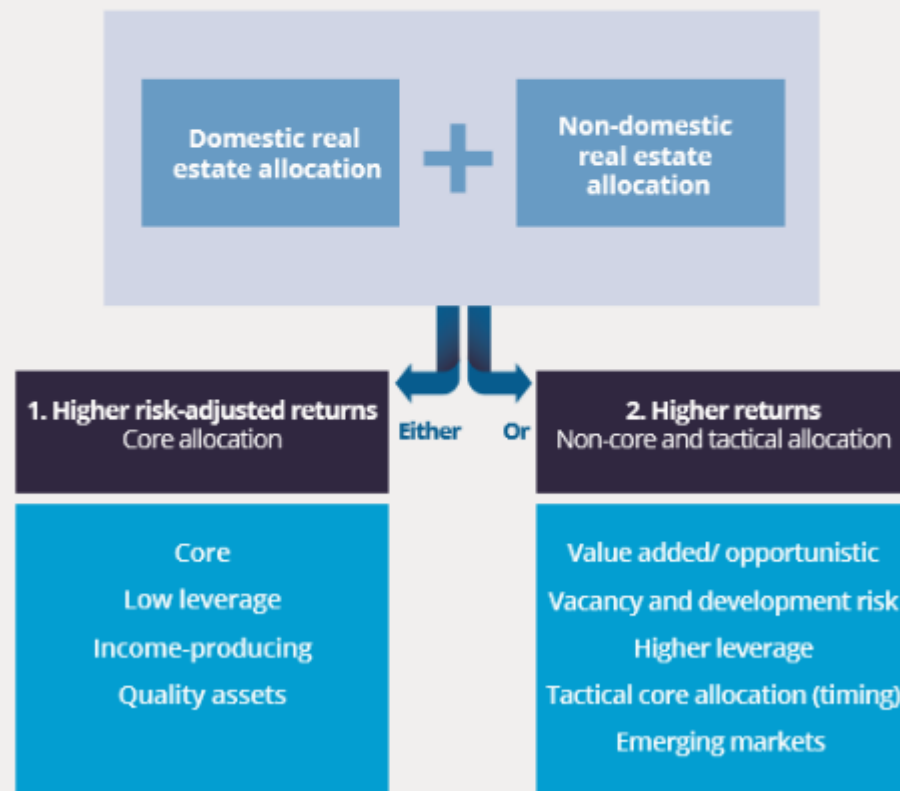 Domestic real
estate allocation
Non-domestic
real estate
allocation
1. Higher risk-adjusted returns
Core allocation
Either
Or
2. Higher returns
Non-core and tactical allocation
Core
Low leverage
Income-producing
Quality assets
Value added/ opportunistic
Vacancy and development risk
Higher leverage
Tactical core allocation (timing)
Emerging markets